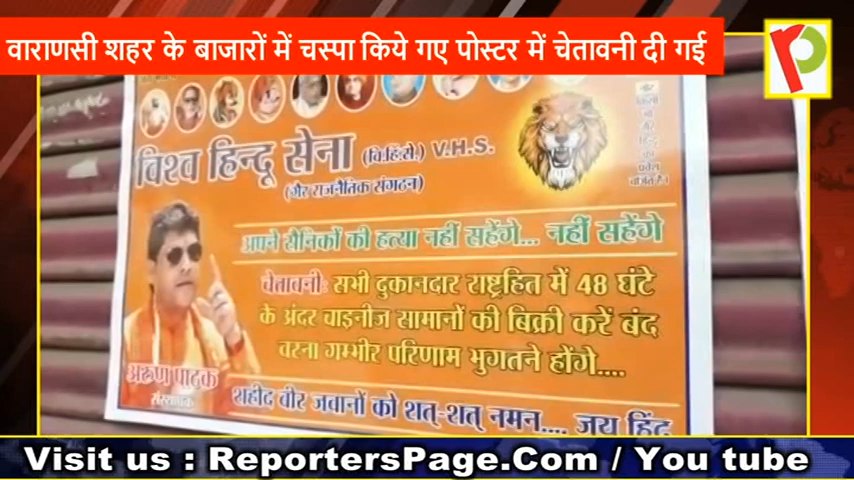 वाराणसी शहर के बाजारों में चस्पा किये गए पोस्टर में चेतावनी दी गई
विश्व हिन्दू सेना (वि.हि.से.) V.H.S.
(गैर राजनैतिक संगठन)
अपने सैनिकों की हत्या नहीं सहेंगे... नहीं सहेंगे
चेतावनी: सभी दुकानदार राष्ट्रहित में 48 घंटे
के अंदर चाइनीज सामानों की बिक्री करें बंद
वरना गम्भीर परिणाम भुगतने होंगे....
अरूण पाठक
संस्थापक
शहीद वीर जवानों को शत्-शत् नमन.... जय हिंद
Visit us : ReportersPage.Com / You tube